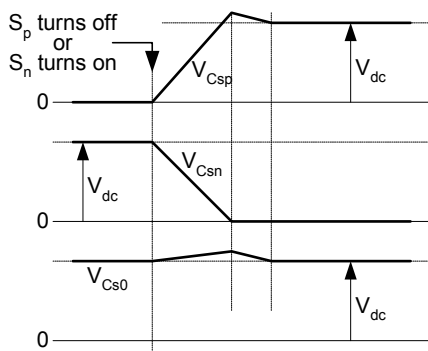 S_p turns off
or
S_n turns on
V_Csp
V_dc
0
V_Csn
V_dc
0
V_Cs0
V_dc
0